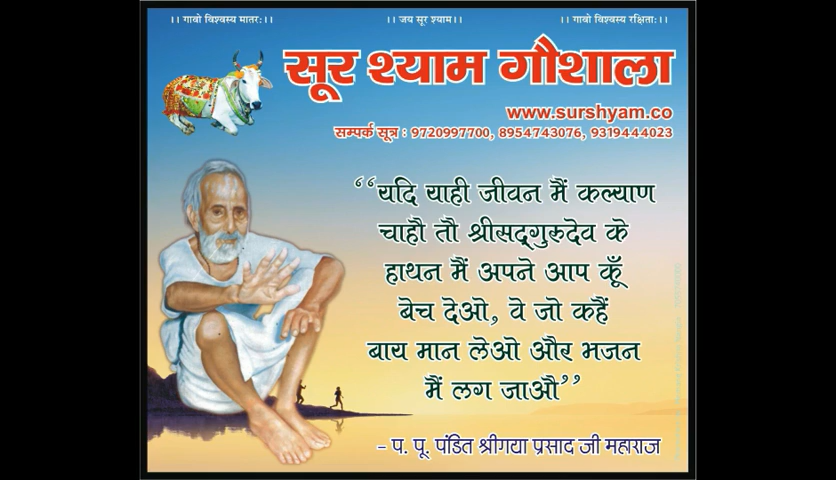 ।। गावो विश्वस्य मातरः।। ।। जय सूर श्याम।। ।। गावो विश्वस्य रक्षिताः।।
सूर श्याम गौशाला
www.surshyam.co
सम्पर्क सूत्र : 9720997700, 8954743076, 9319444023
“यदि याही जीवन मैं कल्याण
चाहौ तौ श्रीसद्गुरुदेव के
हाथन मैं अपने आप कूँ
बेच देओ, वे जो कहैं
बाय मान लेओ और भजन
मैं लग जाऔ”
- प. पू. पंडित श्रीगया प्रसाद जी महाराज